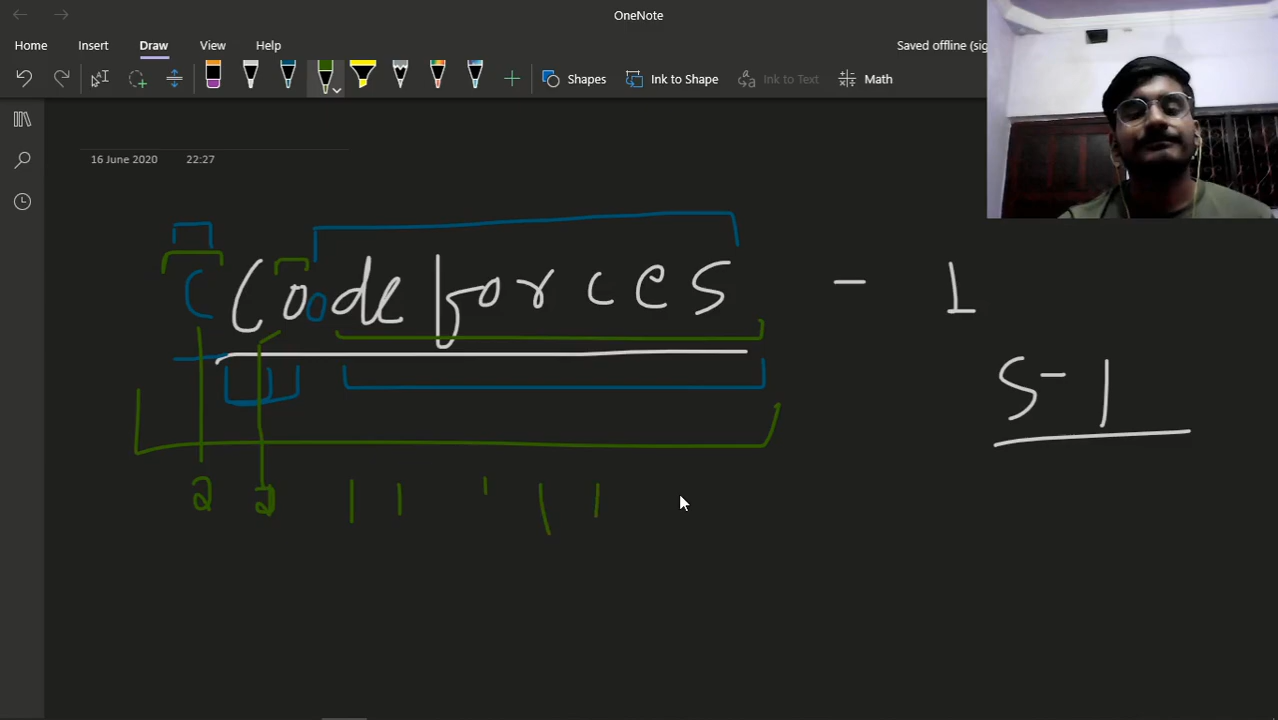 OneNote
Home Insert Draw View Help
Saved offline (sig
Shapes Ink to Shape Ink to Text Math
16 June 2020 22:27
C Codeforces - 1
o
S - 1
2 2 1 1 ' 1 1